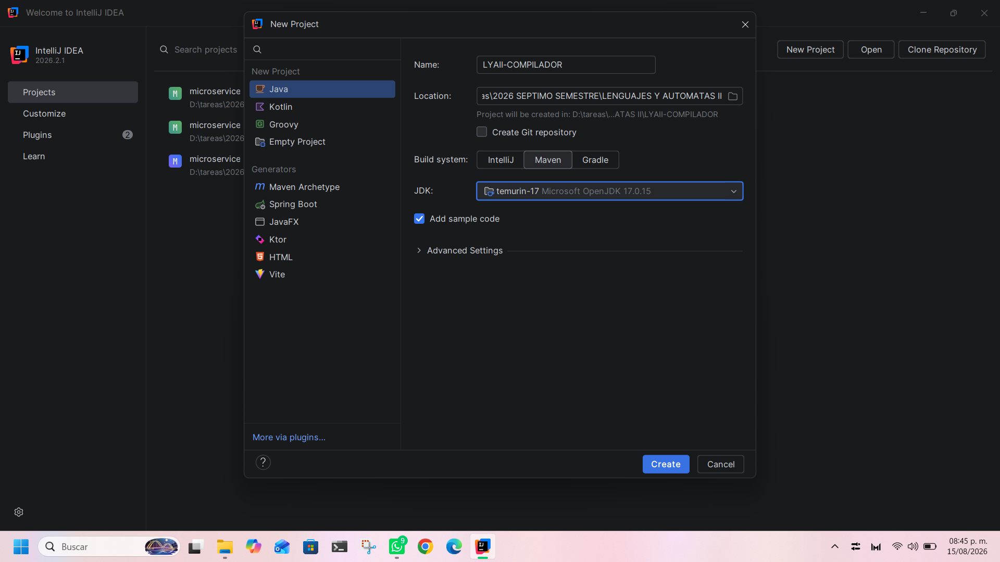 Welcome to IntelliJ IDEA
IntelliJ IDEA
2026.2.1
Projects
Customize
Plugins 2
Learn
Search projects
New Project Open Clone Repository
M microservice
D:\tareas\2026
M microservice
D:\tareas\2026
M microservice
D:\tareas\2026
New Project
New Project
Java
Kotlin
Groovy
Empty Project
Generators
Maven Archetype
Spring Boot
JavaFX
Ktor
HTML
Vite
More via plugins...
Name: LYAII-COMPILADOR
Location: as\2026 SEPTIMO SEMESTRE\LENGUAJES Y AUTOMATAS II
Project will be created in: D:\tareas\...ATAS II\LYAII-COMPILADOR
Create Git repository
Build system: IntelliJ Maven Gradle
JDK: temurin-17 Microsoft OpenJDK 17.0.15
Add sample code
Advanced Settings
? Create Cancel
Buscar
9
08:45 p. m.
15/08/2026